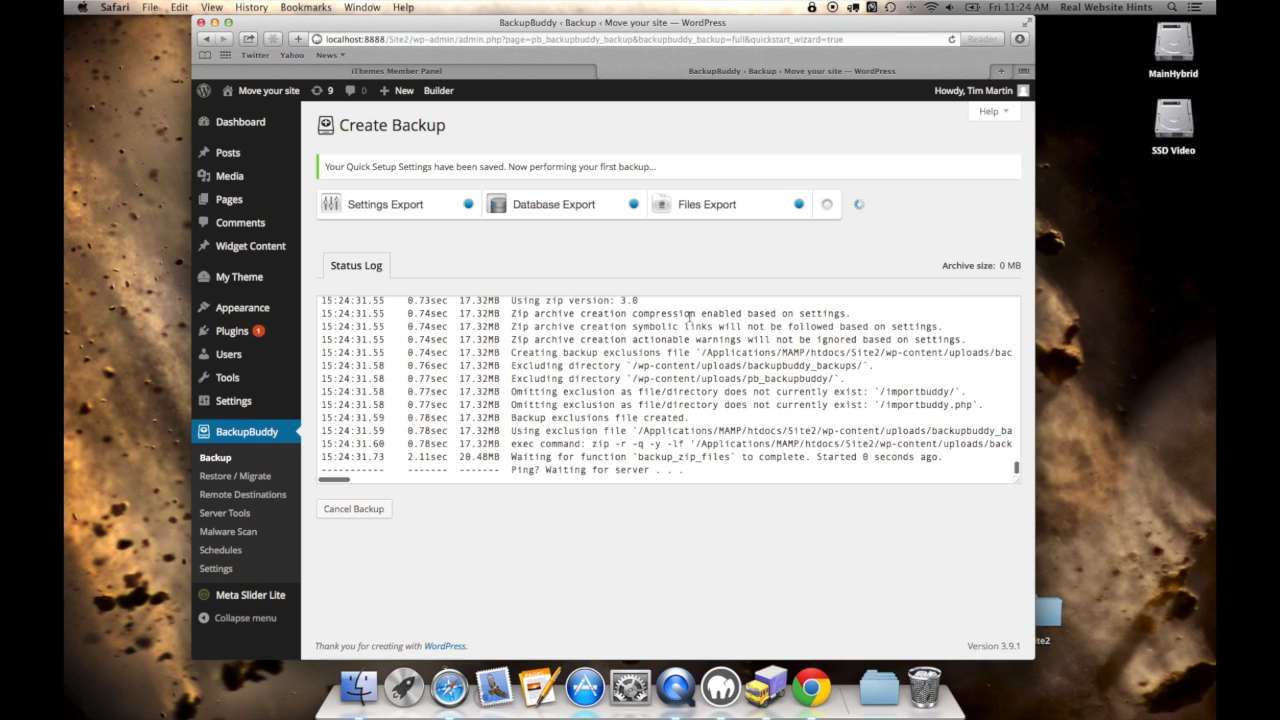 Safari File Edit View History Bookmarks Window Help Fri 11:24 AM Real Website Hints
BackupBuddy ‹ Backup ‹ Move your site — WordPress
localhost:8888/Site2/wp-admin/admin.php?page=pb_backupbuddy_backup&backupbuddy_backup=full&quickstart_wizard=true Reader
Twitter Yahoo News
iThemes Member Panel BackupBuddy ‹ Backup ‹ Move your site — WordPress
MainHybrid
SSD Video
Move your site 9 0 New Builder Howdy, Tim Martin
Help
Dashboard
Posts
Media
Pages
Comments
Widget Content
My Theme
Appearance
Plugins 1
Users
Tools
Settings
BackupBuddy
Backup
Restore / Migrate
Remote Destinations
Server Tools
Malware Scan
Schedules
Settings
Meta Slider Lite
Collapse menu
Create Backup
Your Quick Setup Settings have been saved. Now performing your first backup...
Settings Export Database Export Files Export
Status Log Archive size: 0 MB
15:24:31.55 0.73sec 17.32MB Using zip version: 3.0
15:24:31.55 0.74sec 17.32MB Zip archive creation compression enabled based on settings.
15:24:31.55 0.74sec 17.32MB Zip archive creation symbolic links will not be followed based on settings.
15:24:31.55 0.74sec 17.32MB Zip archive creation actionable warnings will not be ignored based on settings.
15:24:31.55 0.74sec 17.32MB Creating backup exclusions file `/Applications/MAMP/htdocs/Site2/wp-content/uploads/bac
15:24:31.58 0.76sec 17.32MB Excluding directory `/wp-content/uploads/backupbuddy_backups/`.
15:24:31.58 0.77sec 17.32MB Excluding directory `/wp-content/uploads/pb_backupbuddy/`.
15:24:31.58 0.77sec 17.32MB Omitting exclusion as file/directory does not currently exist: `/importbuddy/`.
15:24:31.58 0.77sec 17.32MB Omitting exclusion as file/directory does not currently exist: `/importbuddy.php`.
15:24:31.59 0.78sec 17.32MB Backup exclusions file created.
15:24:31.59 0.78sec 17.32MB Using exclusion file `/Applications/MAMP/htdocs/Site2/wp-content/uploads/backupbuddy_ba
15:24:31.60 0.78sec 17.32MB exec command: zip -r -q -y -lf '/Applications/MAMP/htdocs/Site2/wp-content/uploads/back
15:24:31.73 2.11sec 20.48MB Waiting for function `backup_zip_files` to complete. Started 0 seconds ago.
----------- ------- ------- Ping? Waiting for server . . .
Cancel Backup
ite2
Thank you for creating with WordPress. Version 3.9.1